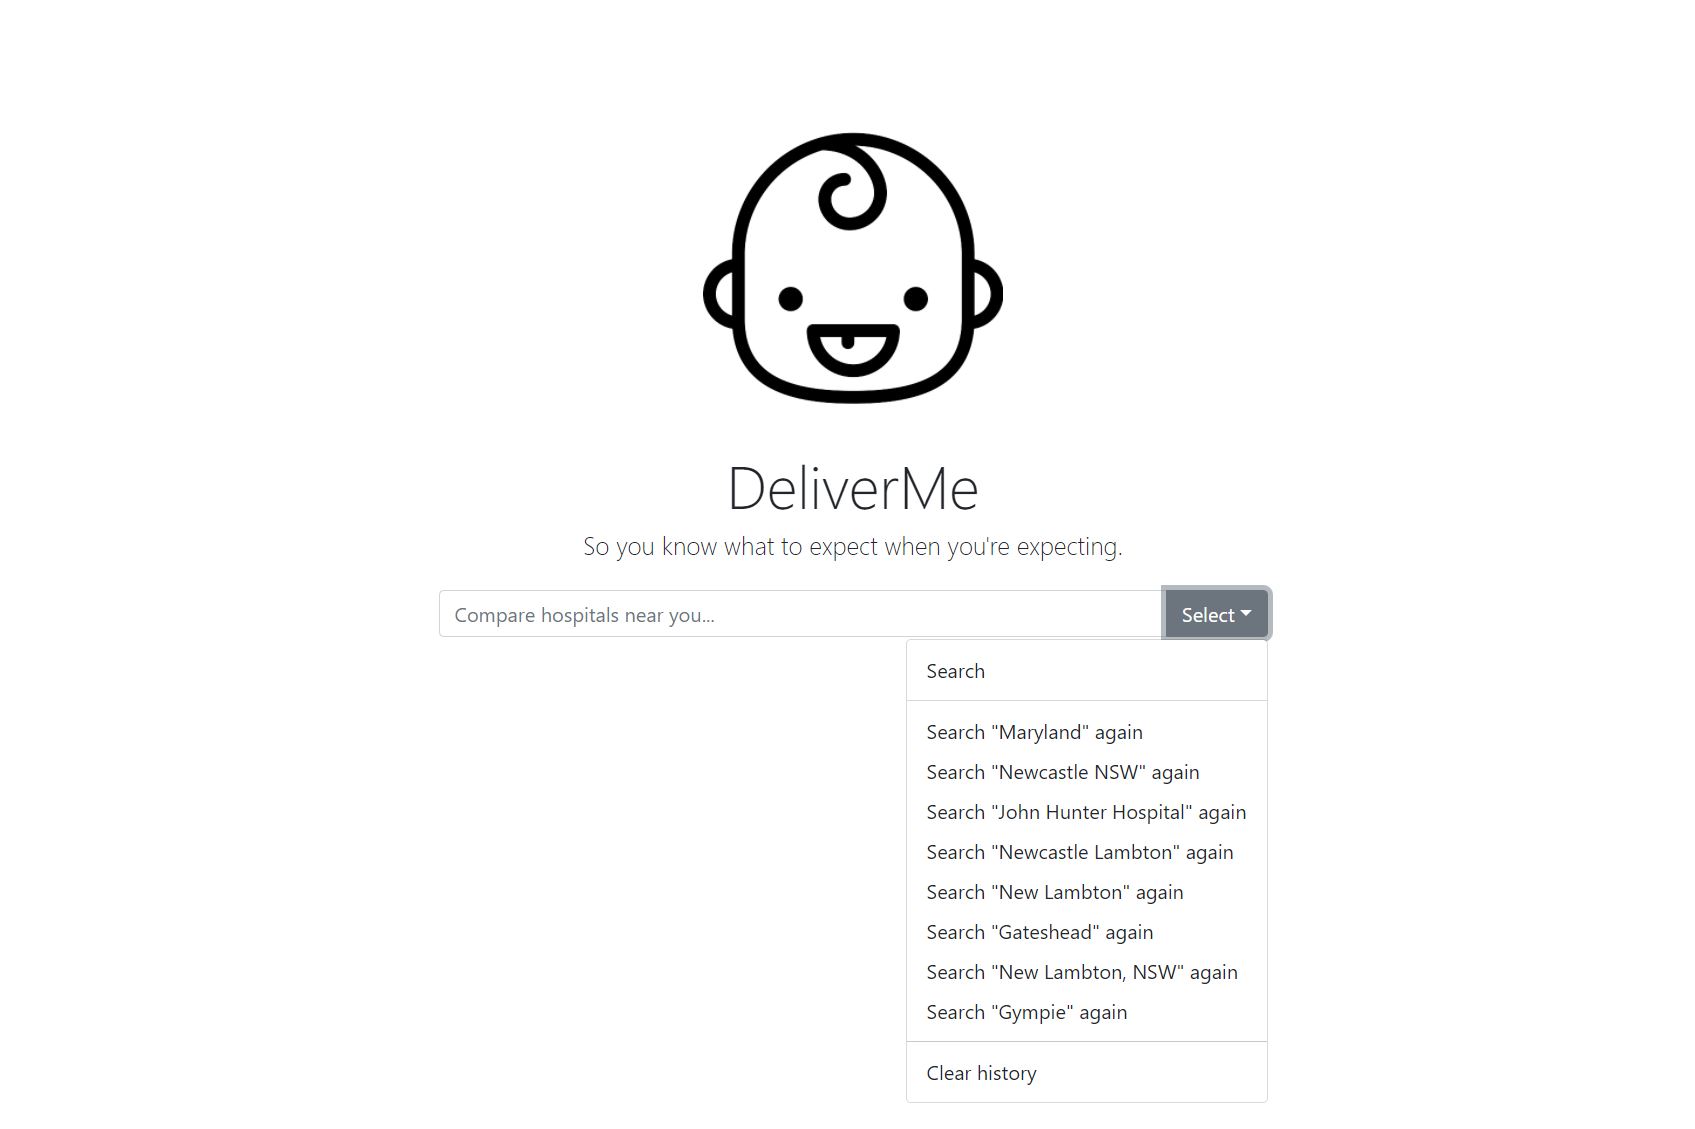 DeliverMe
So you know what to expect when you're expecting.
Compare hospitals near you...
Select
Search
Search "Maryland" again
Search "Newcastle NSW" again
Search "John Hunter Hospital" again
Search "Newcastle Lambton" again
Search "New Lambton" again
Search "Gateshead" again
Search "New Lambton, NSW" again
Search "Gympie" again
Clear history